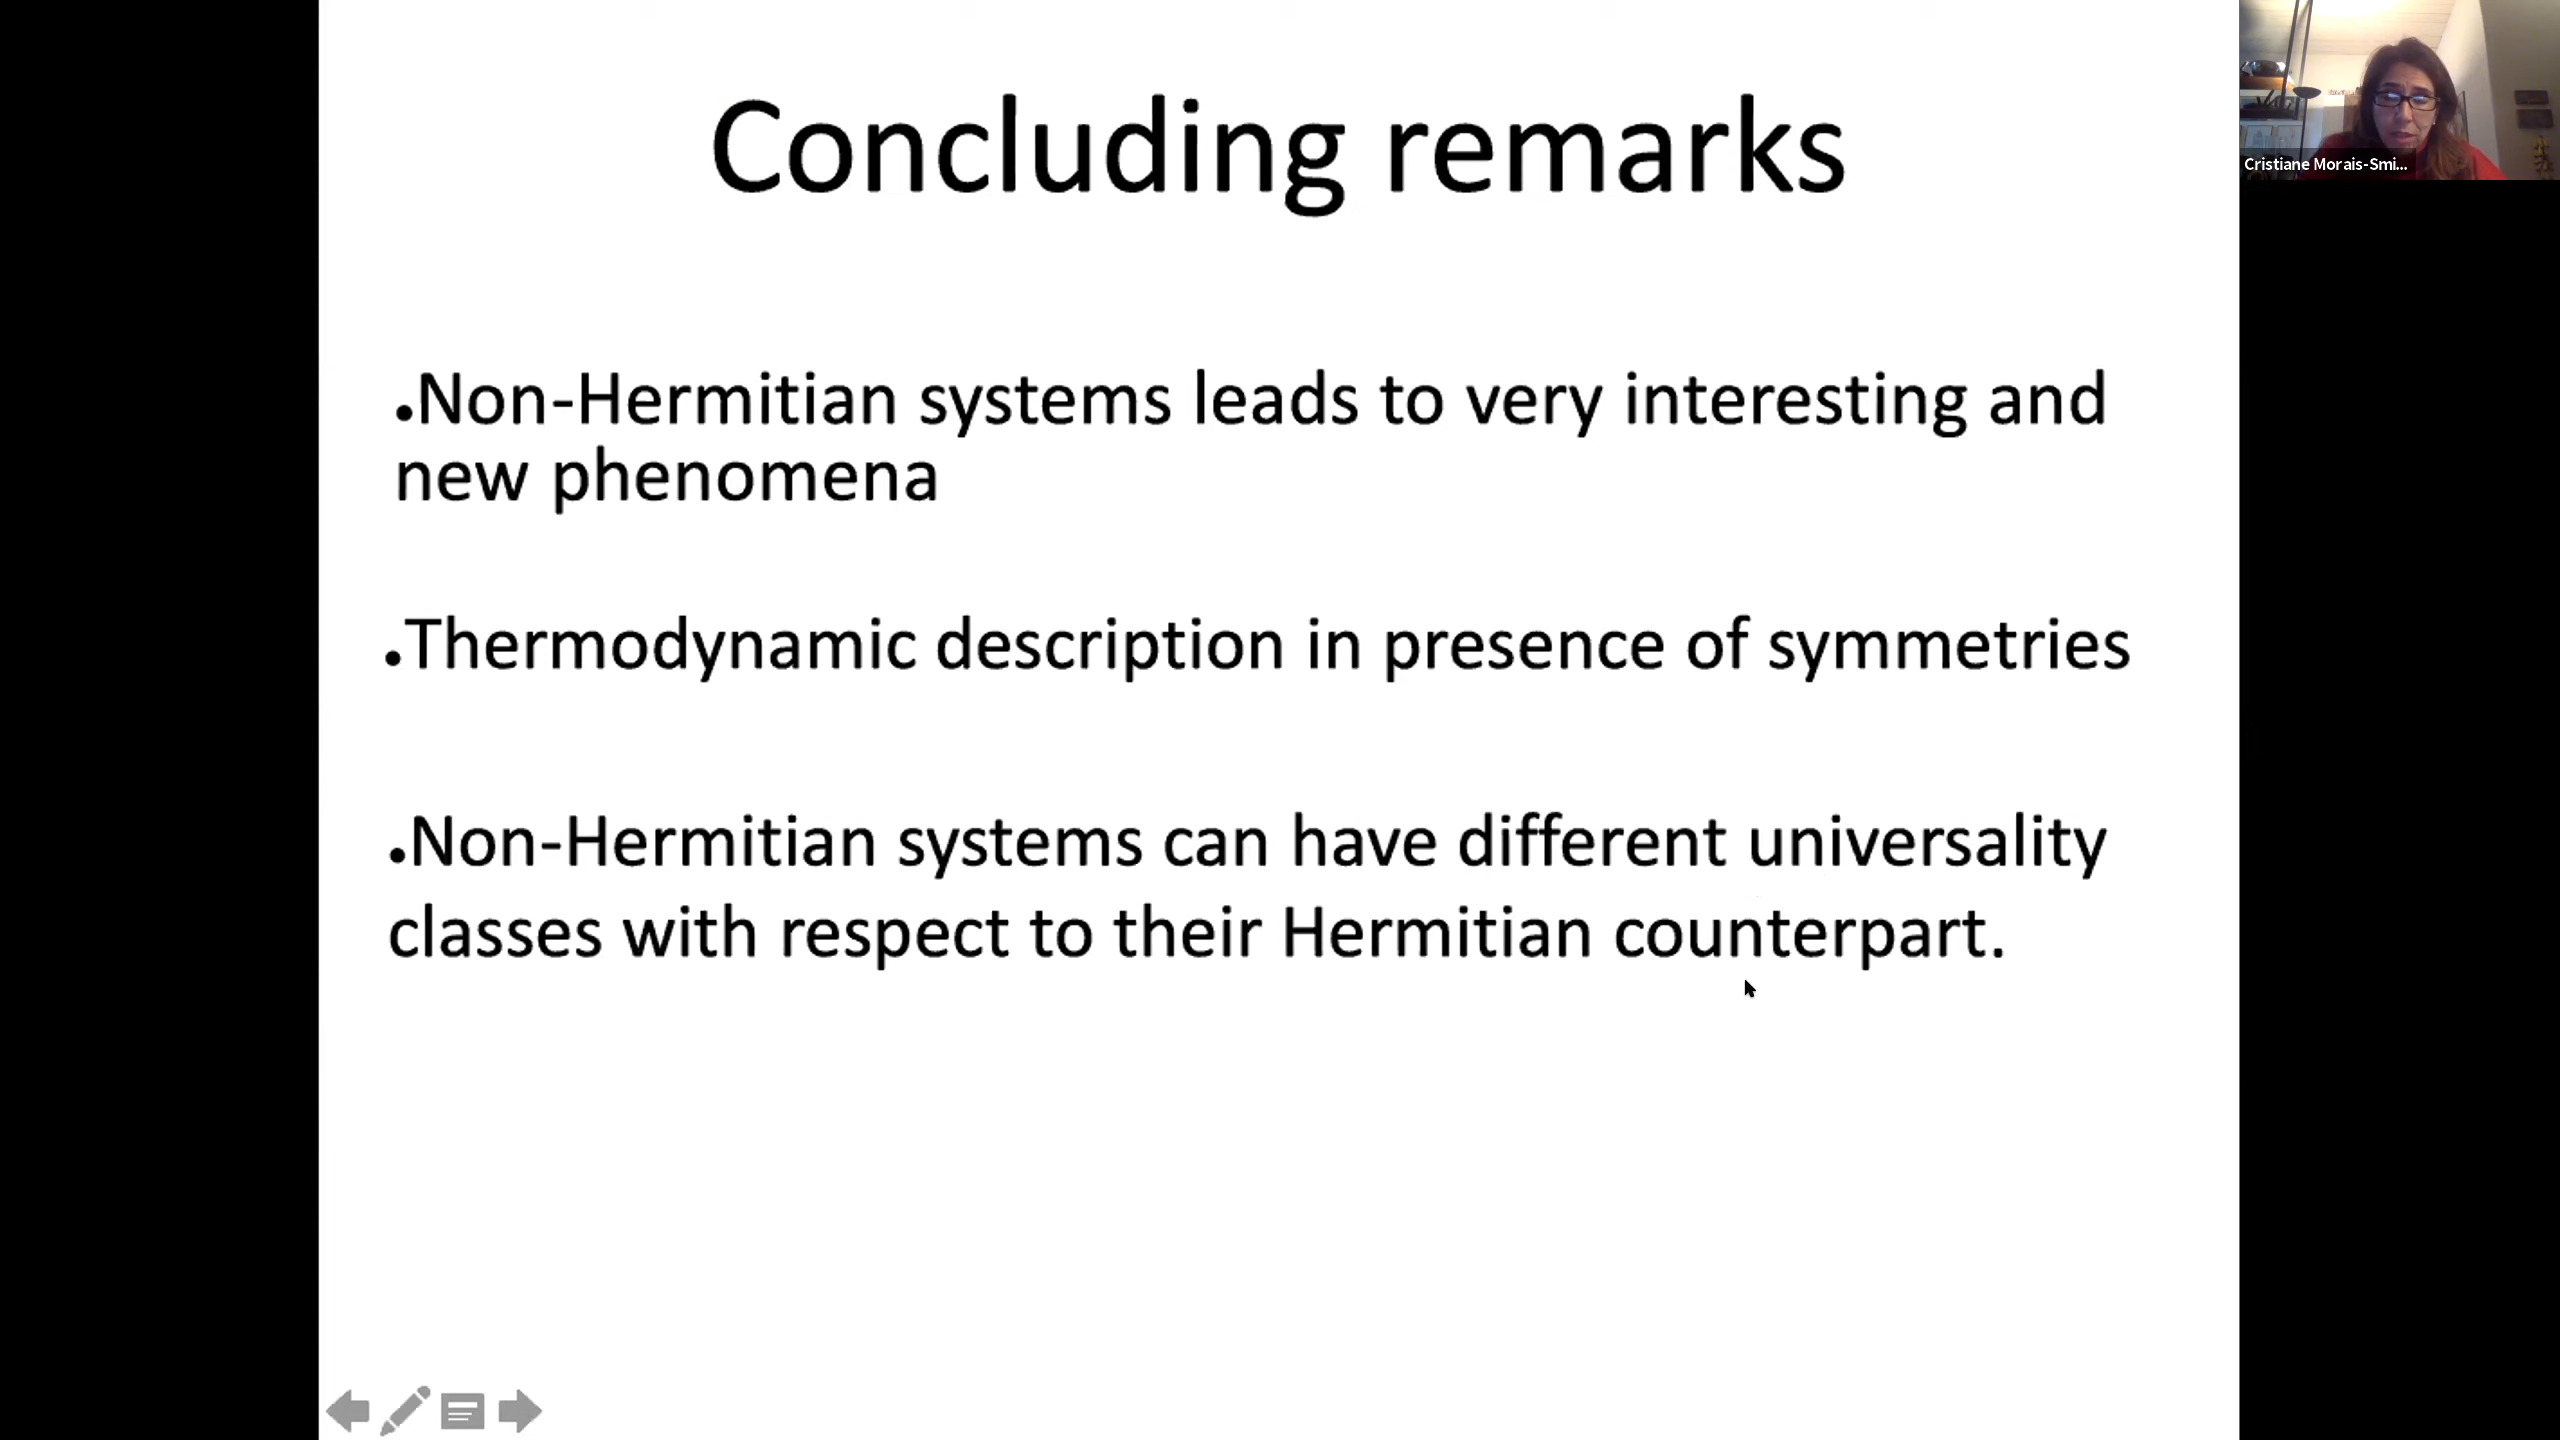 Concluding remarks
Cristiane Morais-Smi...
•Non-Hermitian systems leads to very interesting and
new phenomena
•Thermodynamic description in presence of symmetries
•Non-Hermitian systems can have different universality
classes with respect to their Hermitian counterpart.